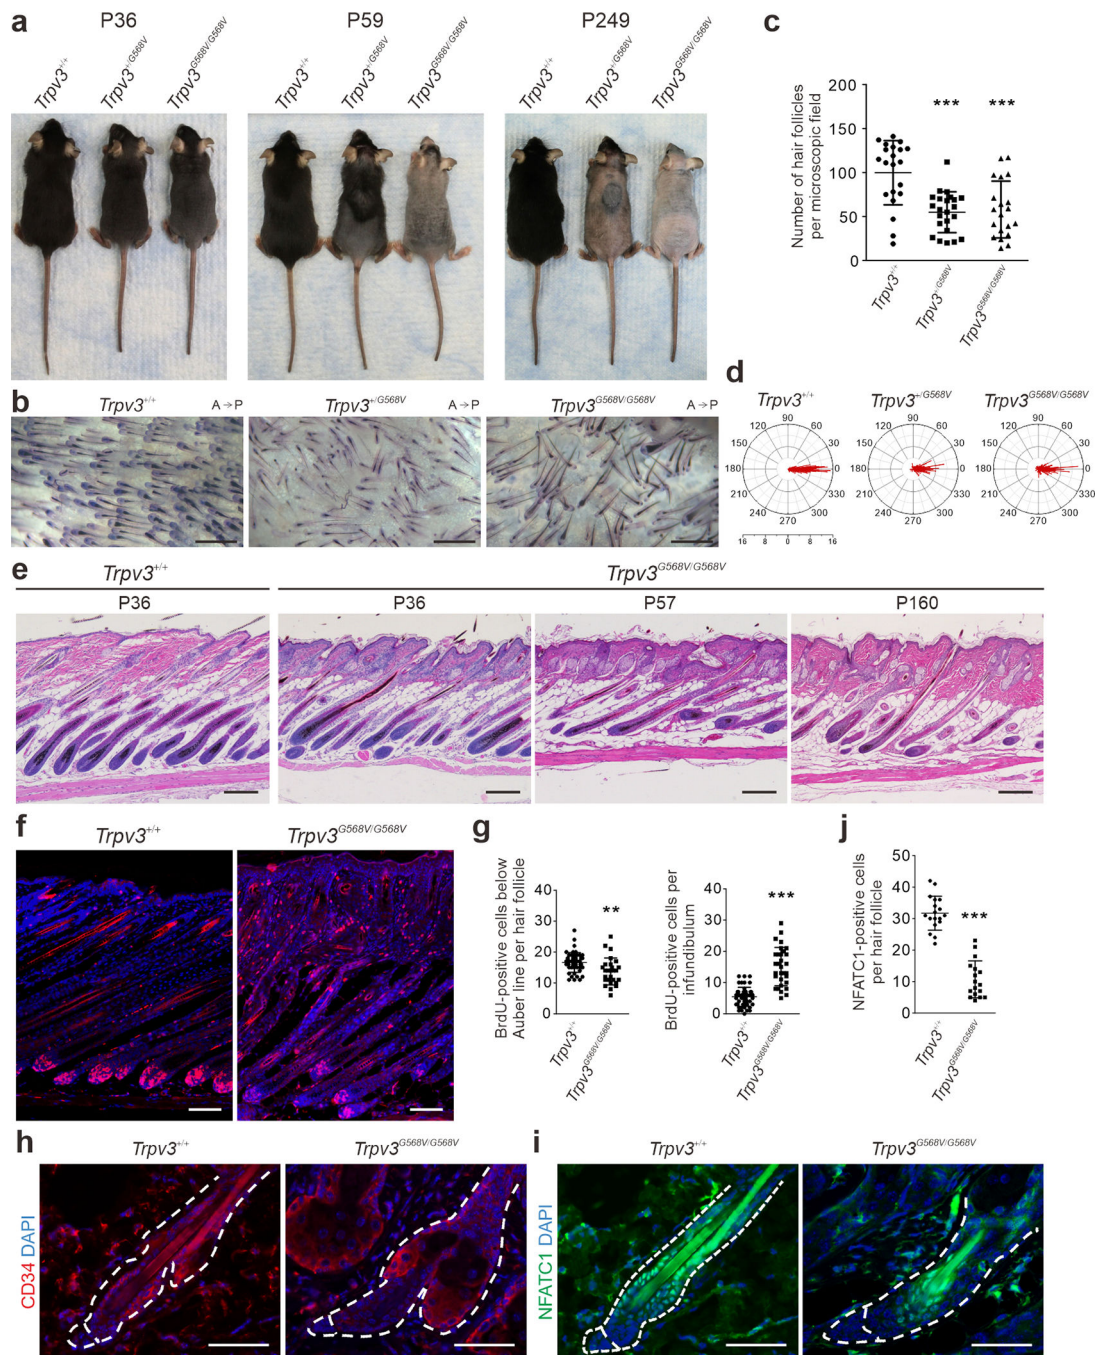 a
P36
P59
P249
Trpv3+/+
Trpv3+/G568V
Trpv3G568V/G568V
Trpv3+/+
Trpv3+/G568V
Trpv3G568V/G568V
Trpv3+/+
Trpv3+/G568V
Trpv3G568V/G568V
c
Number of hair follicles
per microscopic field
200
150
100
50
0
***
***
Trpv3+/+
Trpv3+/G568V
Trpv3G568V/G568V
b
Trpv3+/+
A→P
Trpv3+/G568V
A→P
Trpv3G568V/G568V
A→P
d
Trpv3+/+
Trpv3+/G568V
Trpv3G568V/G568V
90
120 60
150 30
180 0
210 330
240 300
270
90
120 60
150 30
180 0
210 330
240 300
270
90
120 60
150 30
180 0
210 330
240 300
270
16 8 0 8 16
e
Trpv3+/+
Trpv3G568V/G568V
P36
P36
P57
P160
f
Trpv3+/+
Trpv3G568V/G568V
g
BrdU-positive cells below
Auber line per hair follicle
40
30
20
10
0
**
Trpv3+/+
Trpv3G568V/G568V
BrdU-positive cells per
infundibulum
40
30
20
10
0
***
Trpv3+/+
Trpv3G568V/G568V
j
NFATC1-positive cells
per hair follicle
50
40
30
20
10
0
***
Trpv3+/+
Trpv3G568V/G568V
h
Trpv3+/+
Trpv3G568V/G568V
CD34 DAPI
i
Trpv3+/+
Trpv3G568V/G568V
NFATC1 DAPI